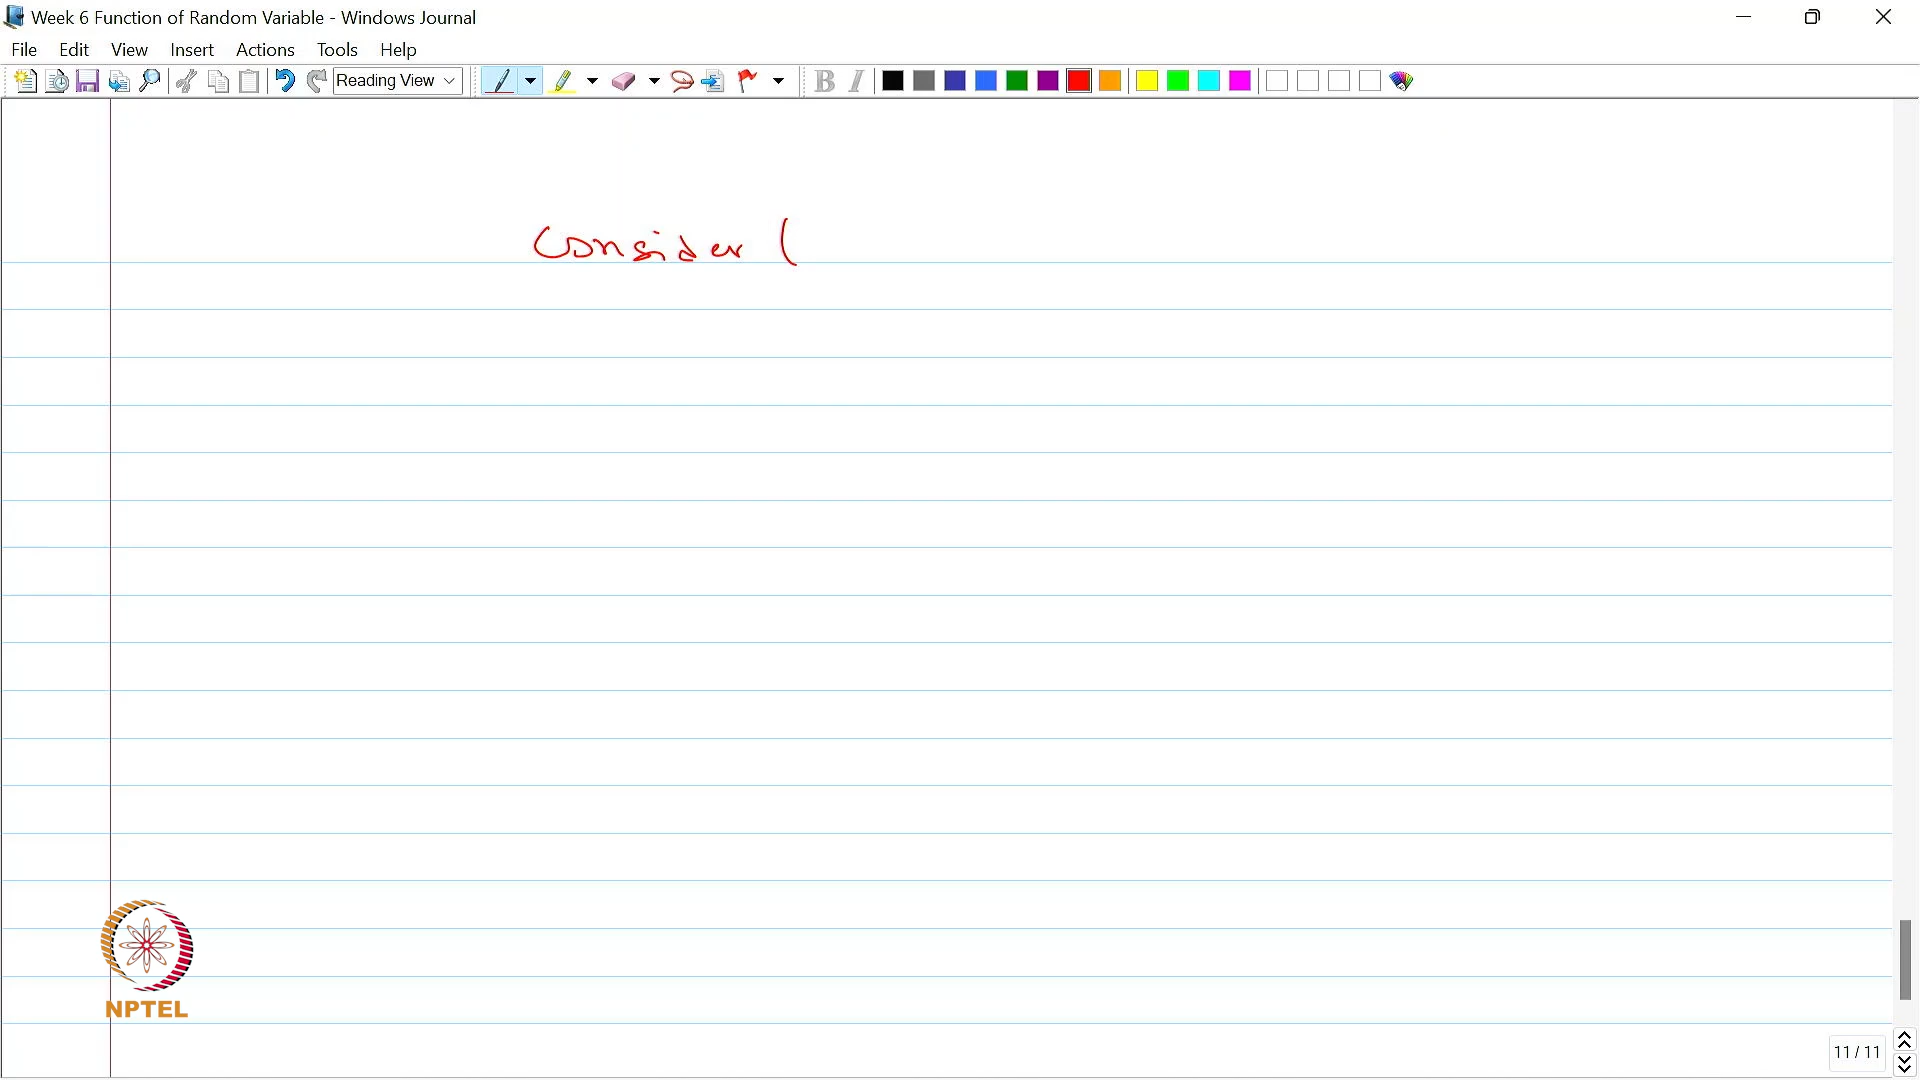 Week 6 Function of Random Variable - Windows Journal
File Edit View Insert Actions Tools Help
Reading View B I
Consider (
NPTEL
11 / 11